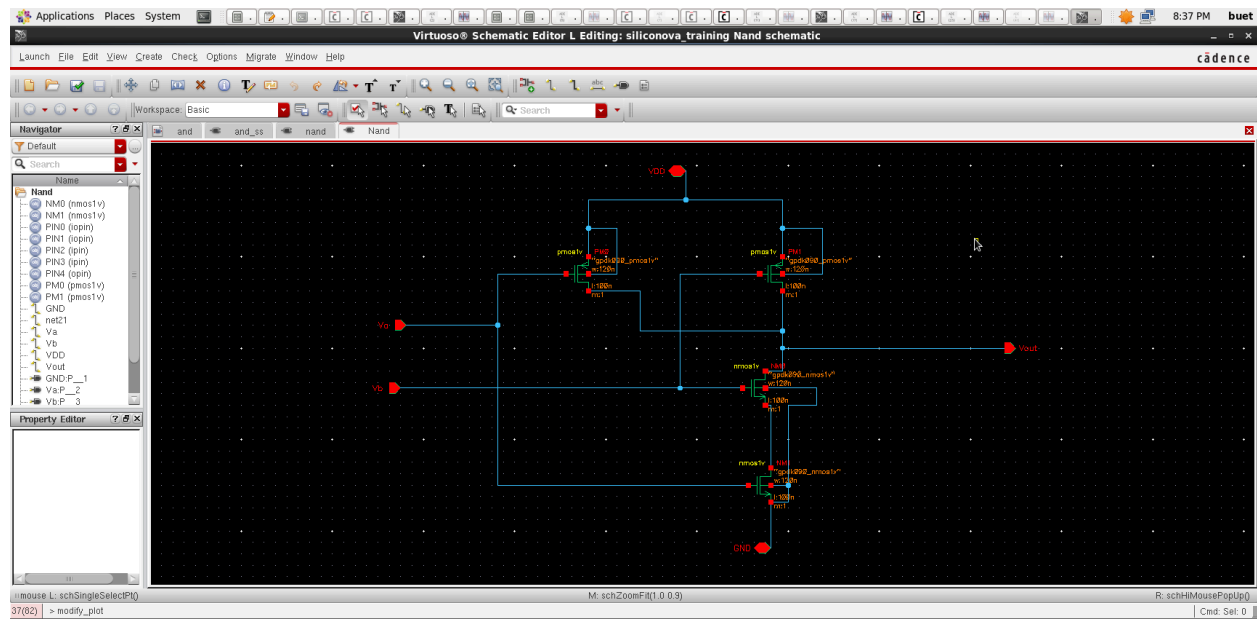 Applications Places System
8:37 PM buet
Virtuoso® Schematic Editor L Editing: siliconova_training Nand schematic
Launch File Edit View Create Check Options Migrate Window Help
cādence
Workspace: Basic
Search
Navigator
and and_ss nand Nand
Default
Search
Name
Nand
NM0 (nmos1v)
NM1 (nmos1v)
PIN0 (iopin)
PIN1 (iopin)
PIN2 (ipin)
PIN3 (ipin)
PIN4 (opin)
PM0 (pmos1v)
PM1 (pmos1v)
GND
net21
Va
Vb
VDD
Vout
GND:P__1
Va:P__2
Vb:P__3
Property Editor
VDD
pmos1v PM0
"gpdk090_pmos1v"
w:120n
l:100n
m:1
pmos1v PM1
"gpdk090_pmos1v"
w:120n
l:100n
m:1
Va
Vout
nmos1v
"gpdk090_nmos1v"
w:120n
l:100n
m:1
Vb
nmos1v
"gpdk090_nmos1v"
w:120n
l:100n
m:1
GND
mouse L: schSingleSelectPt()
M: schZoomFit(1.0 0.9)
R: schHiMousePopUp()
37(82) > modify_plot
Cmd: Sel: 0